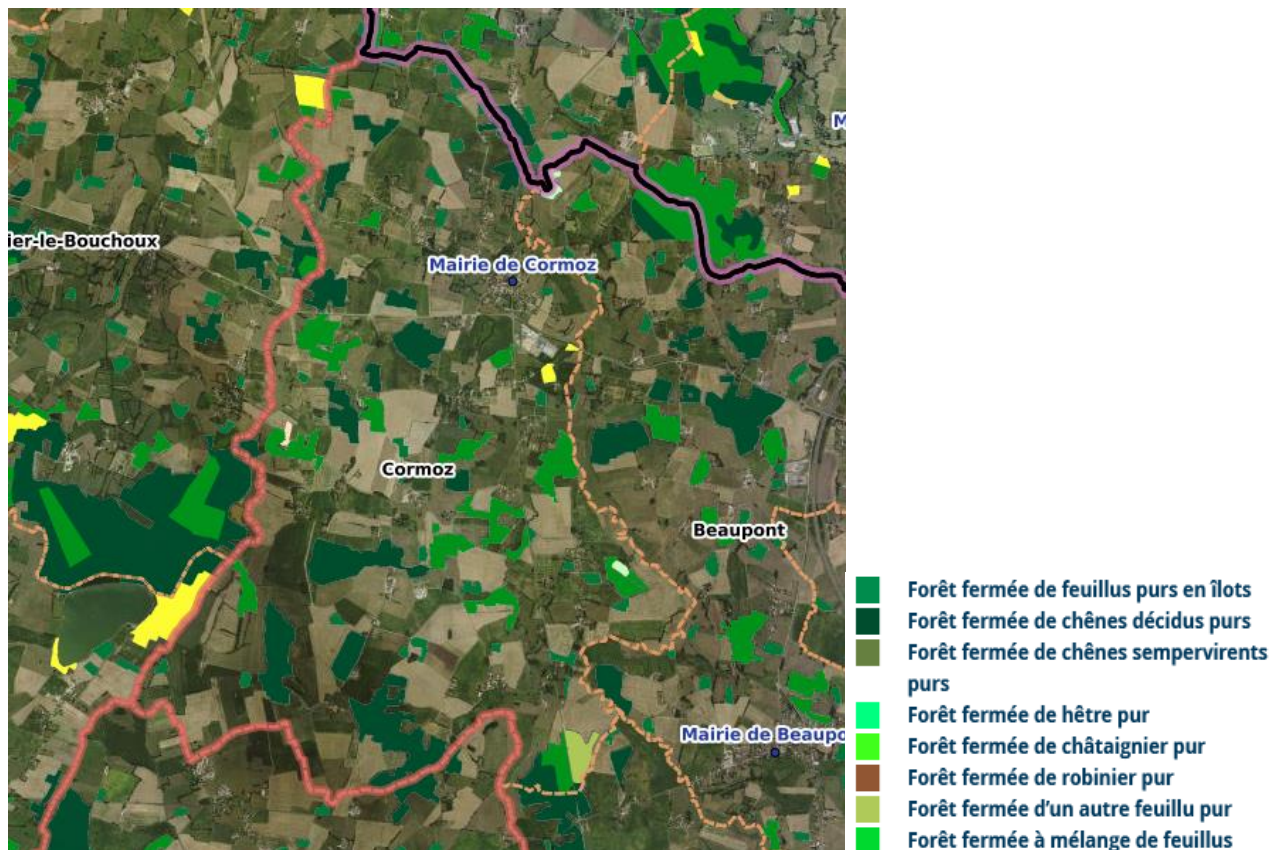 M
ier-le-Bouchoux
Mairie de Cormoz
Cormoz
Beaupont
Mairie de Beaupo
Forêt fermée de feuillus purs en îlots
Forêt fermée de chênes décidus purs
Forêt fermée de chênes sempervirents
purs
Forêt fermée de hêtre pur
Forêt fermée de châtaignier pur
Forêt fermée de robinier pur
Forêt fermée d’un autre feuillu pur
Forêt fermée à mélange de feuillus